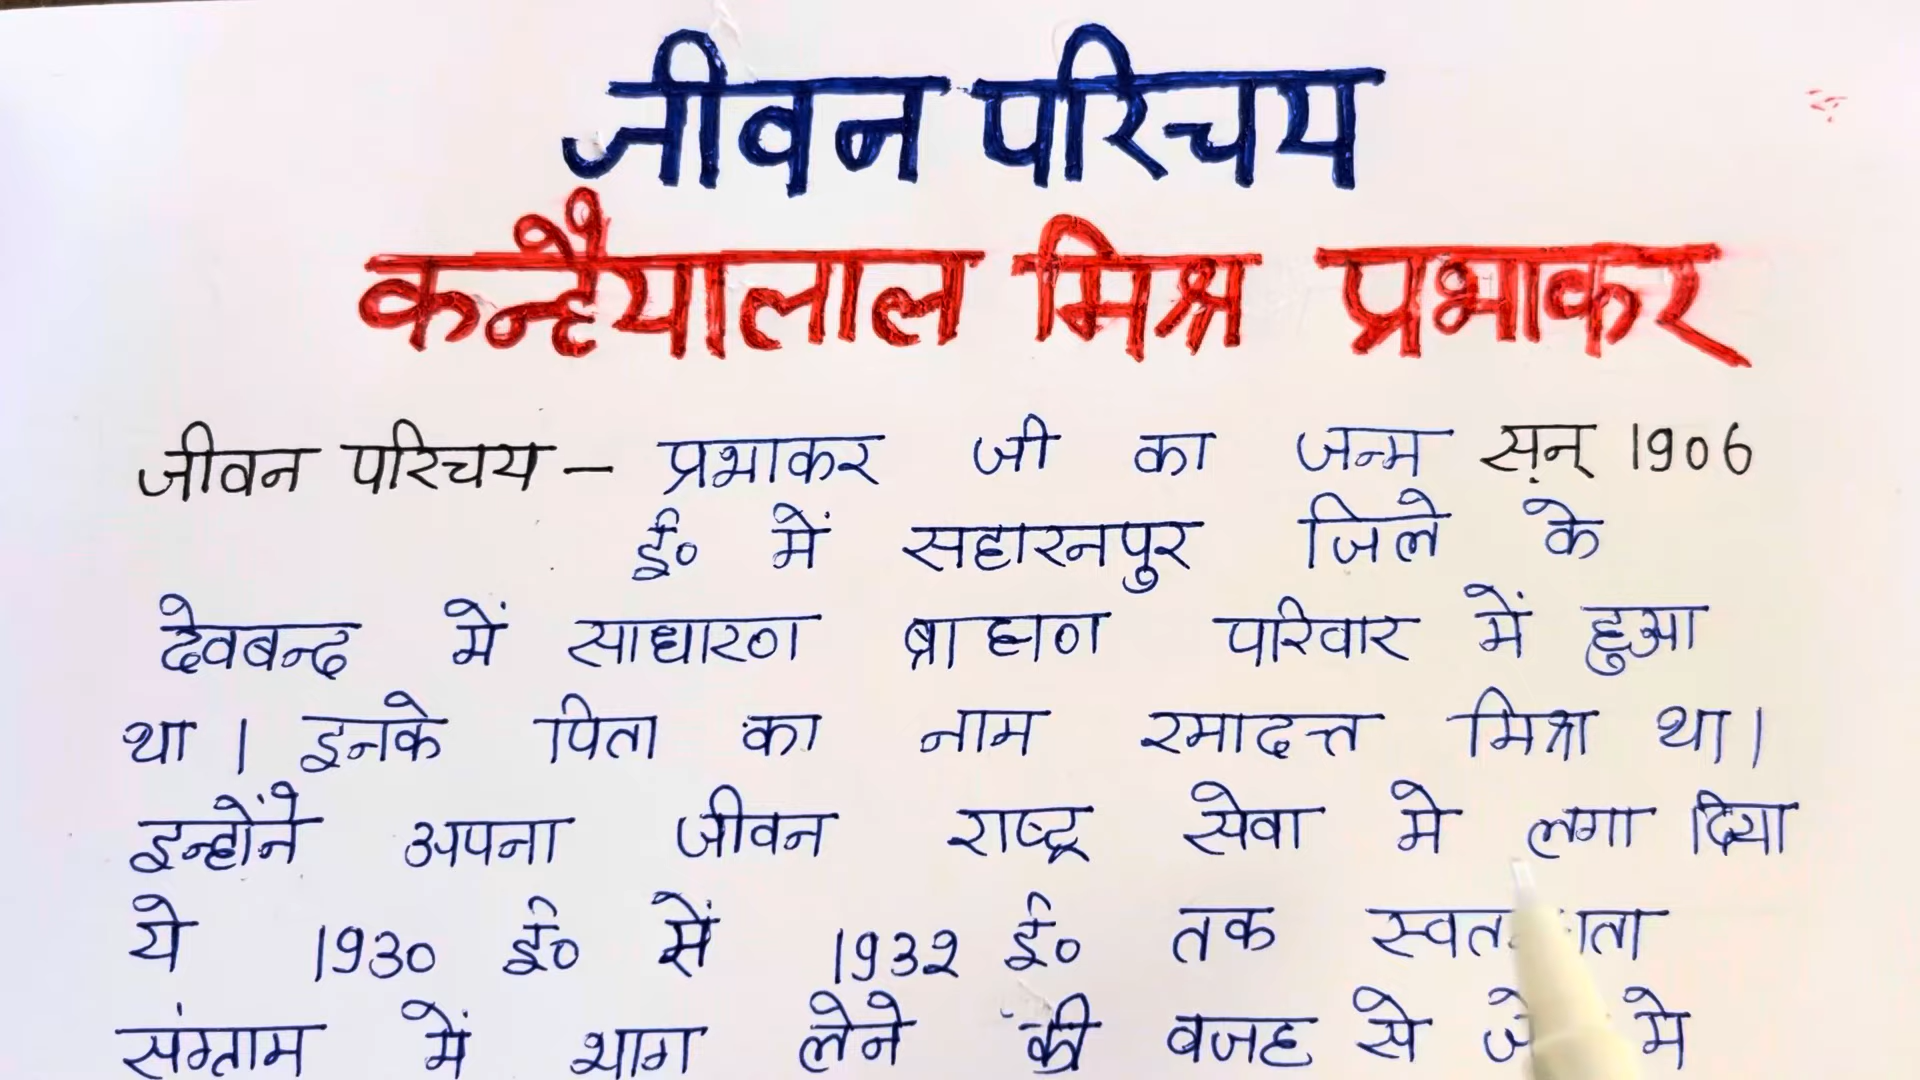 जीवन परिचय
कन्हैयालाल मिश्र प्रभाकर
जीवन परिचय – प्रभाकर जी का जन्म सन् 1906
ई० में सहारनपुर जिले के
देवबन्द में साधारण ब्राह्मण परिवार में हुआ
था । इनके पिता का नाम रमादत्त मिश्रा था।
इन्होंने अपना जीवन राष्ट्र सेवा मे लगा दिया
ये 1930 ई० सें 1932 ई० तक
संग्राम में भाग लेने की बजह से मे